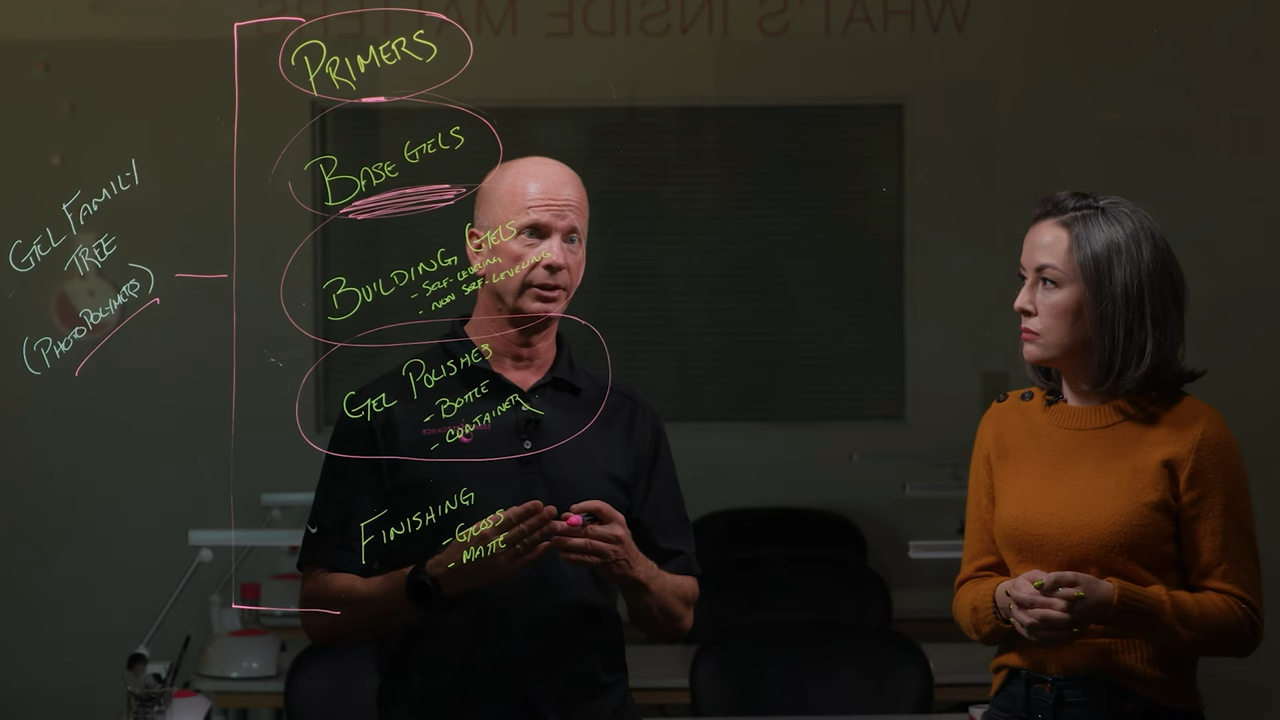 WHAT'S INSIDE MATTERS
PRIMERS
BASE GELS
BUILDING GELS
- SELF-LEVELING
- NON SELF-LEVELING
GEL POLISHES
- BOTTLE
- CONTAINER
FINISHING
- GLOSS
- MATTE
GEL FAMILY
TREE
(PHOTOPOLYMERS)